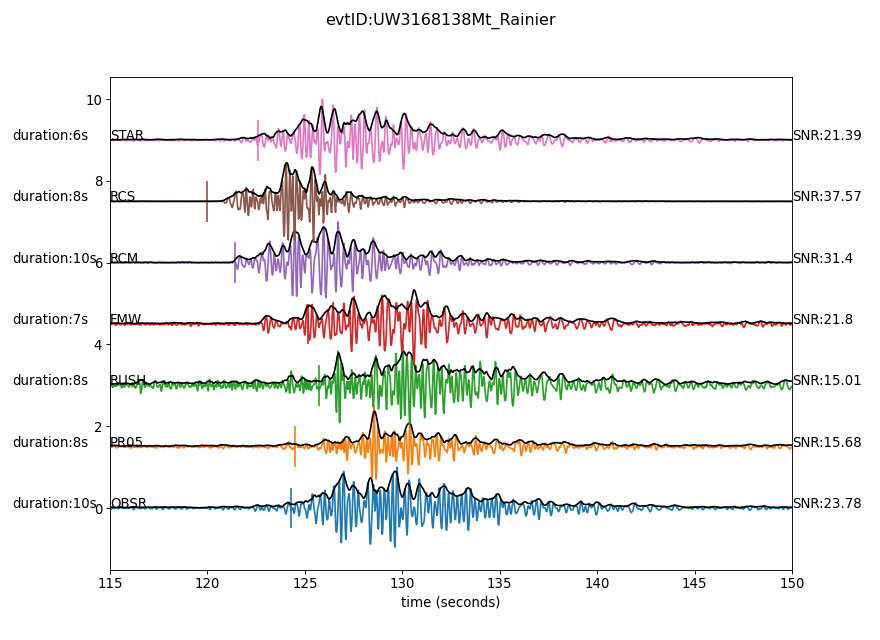 evtID:UW3168138Mt_Rainier
10
duration:6s STAR SNR:21.39
8
duration:8s RCS SNR:37.57
duration:10s RCM SNR:31.4
6
duration:7s FMW SNR:21.8
4
duration:8s RUSH SNR:15.01
2
duration:8s PR05 SNR:15.68
duration:10s OBSR SNR:23.78
0
115 120 125 130 135 140 145 150
time (seconds)